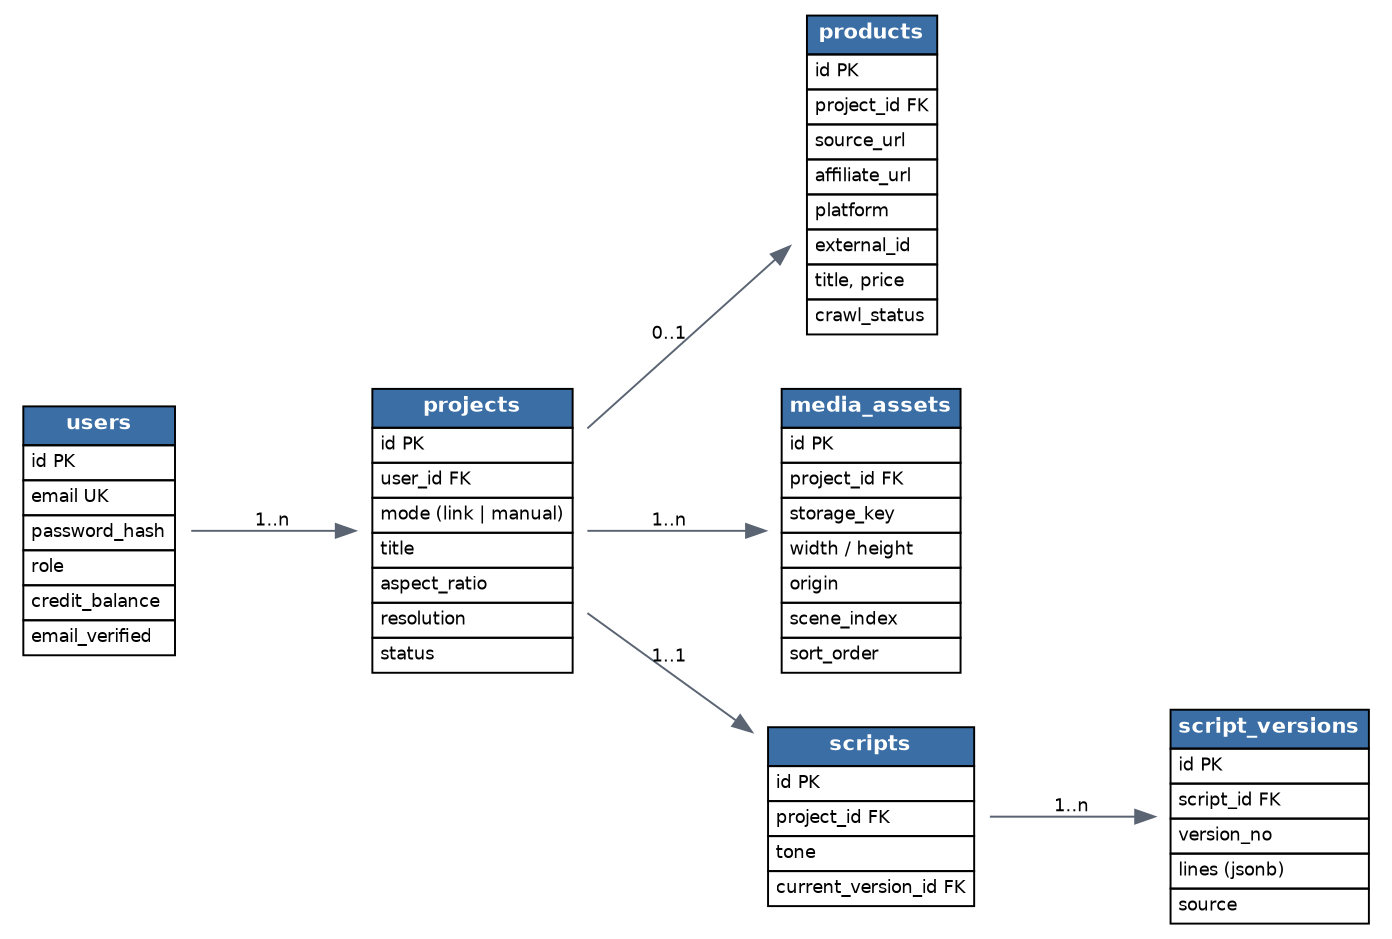 products
id PK
project_id FK
source_url
affiliate_url
platform
external_id
title, price
crawl_status
0..1
users
id PK
email UK
password_hash
role
credit_balance
email_verified
1..n
projects
id PK
user_id FK
mode (link | manual)
title
aspect_ratio
resolution
status
1..n
media_assets
id PK
project_id FK
storage_key
width / height
origin
scene_index
sort_order
1..1
scripts
id PK
project_id FK
tone
current_version_id FK
1..n
script_versions
id PK
script_id FK
version_no
lines (jsonb)
source